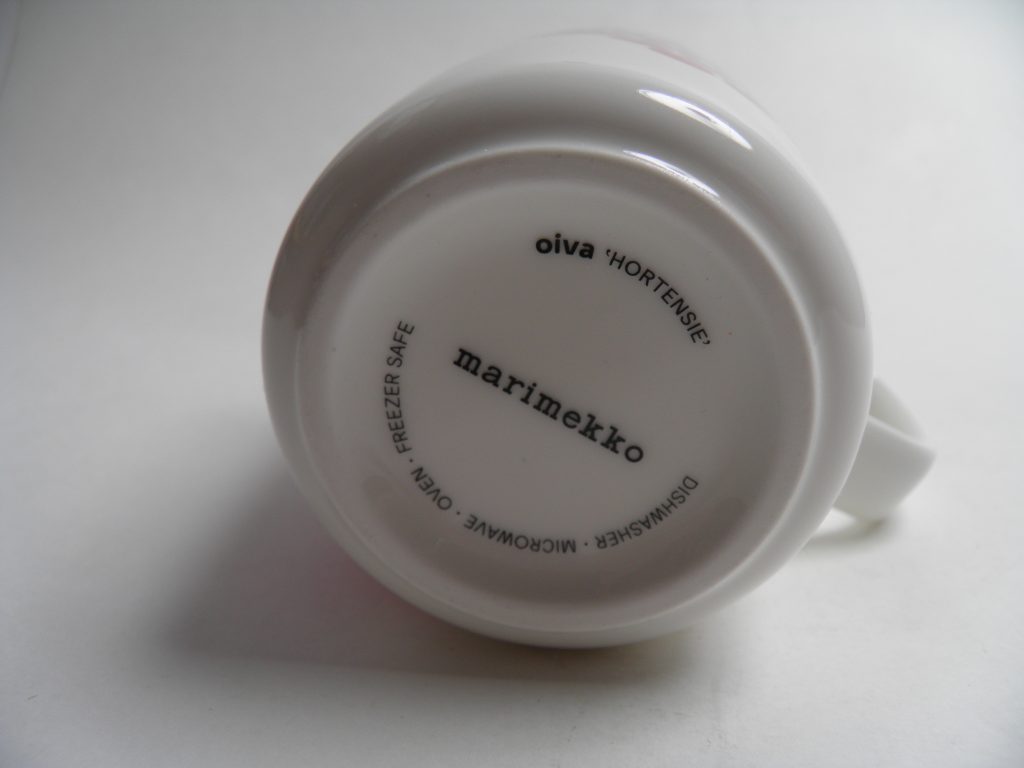 oiva ‘HORTENSIE’
marimekko
DISHWASHER · MICROWAVE · OVEN · FREEZER SAFE